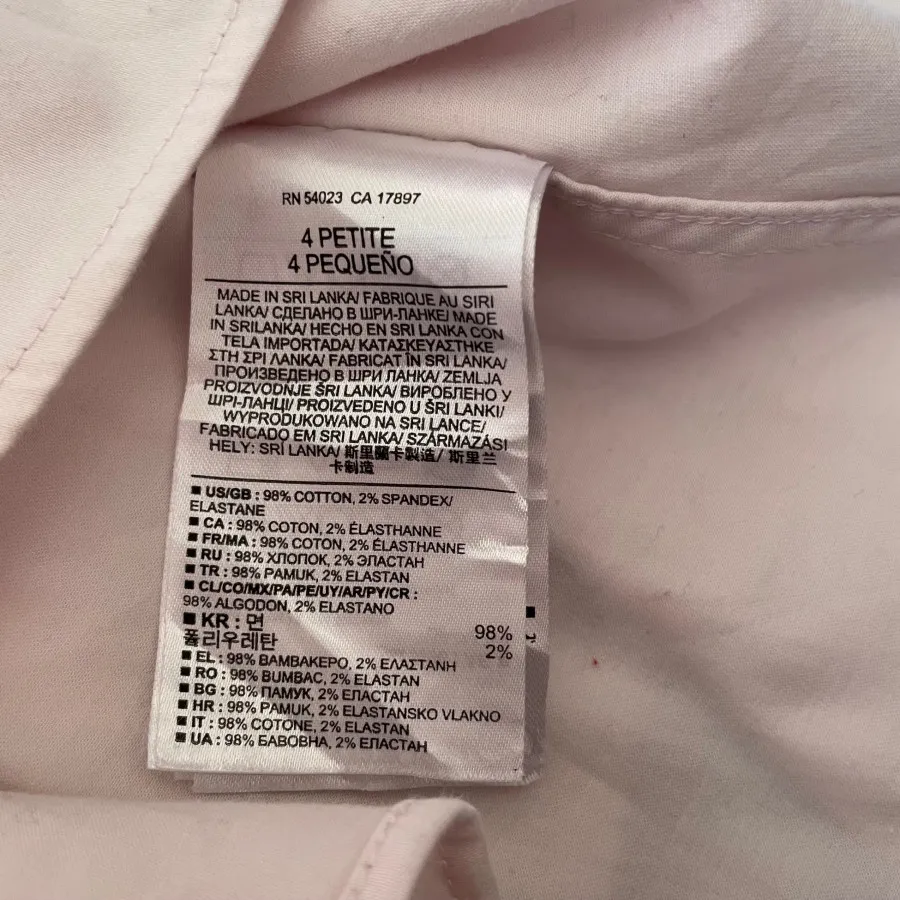 RN 54023 CA 17897
4 PETITE
4 PEQUEÑO
MADE IN SRI LANKA/ FABRIQUE AU SIRI
LANKA/ СДЕЛАНО В ШРИ-ЛАНКЕ/ MADE
IN SRILANKA/ HECHO EN SRI LANKA CON
TELA IMPORTADA/ ΚΑΤΑΣΚΕΥΑΣΤΗΚΕ
ΣΤΗ ΣΡΙ ΛΑΝΚΑ/ FABRICAT ÎN SRI LANKA/
ПРОИЗВЕДЕНО В ШРИ ЛАНКА/ ZEMLJA
PROIZVODNJE ŠRI LANKA/ ВИРОБЛЕНО У
ШРІ-ЛАНЦІ/ PROIZVEDENO U ŠRI LANKI/
WYPRODUKOWANO NA SRI LANCE/
FABRICADO EM SRI LANKA/ SZÁRMAZÁSI
HELY: SRÍ LANKA/ 斯里蘭卡製造/ 斯里兰
卡制造
■ US/GB : 98% COTTON, 2% SPANDEX/
ELASTANE
■ CA : 98% COTON, 2% ÉLASTHANNE
■ FR/MA : 98% COTON, 2% ÉLASTHANNE
■ RU : 98% ХЛОПОК, 2% ЭЛАСТАН
■ TR : 98% PAMUK, 2% ELASTAN
■ CL/CO/MX/PA/PE/UY/AR/PY/CR :
98% ALGODON, 2% ELASTANO
■ KR : 면 98%
폴리우레탄 2%
■ EL : 98% ΒΑΜΒΑΚΕΡΟ, 2% ΕΛΑΣΤΑΝΗ
■ RO : 98% BUMBAC, 2% ELASTAN
■ BG : 98% ПАМУК, 2% ЕЛАСТАН
■ HR : 98% PAMUK, 2% ELASTANSKO VLAKNO
■ IT : 98% COTONE, 2% ELASTAN
■ UA : 98% БАВОВНА, 2% ЕЛАСТАН